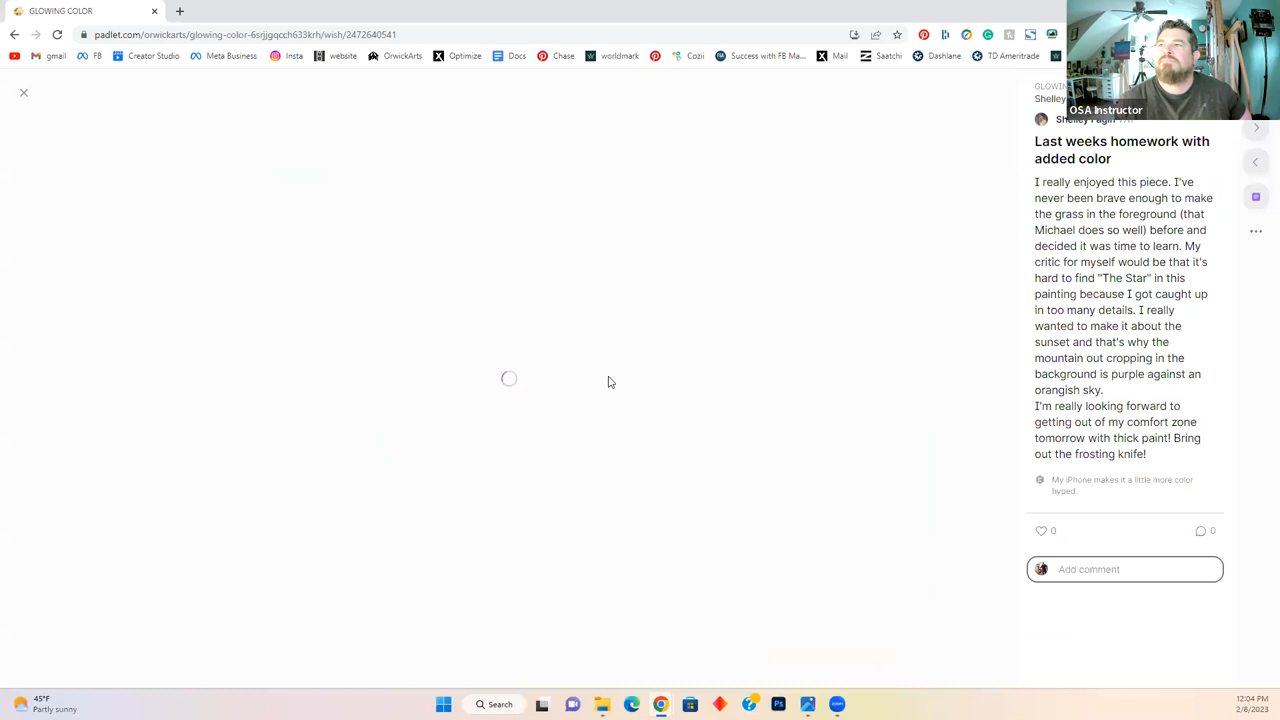 GLOWING COLOR
padlet.com/orwickarts/glowing-color-6srjjgqcch633krh/wish/2472640541
gmail
FB
Creator Studio
Meta Business
Insta
websit
OrwickArts
Optimize
Docs
Chase
worldmark
Cozii
Success with FB Ma...
Mail
Saatchi
Dashlane
TD Ameritrade
OSA Instructor
GLOWIN
Shelley
Last weeks homework with
added color
I really enjoyed this piece. I've
never been brave enough to make
the grass in the foreground (that
Michael does so well) before and
decided it was time to learn. My
critic for myself would be that it's
hard to find "The Star" in this
painting because I got caught up
in too many details. I really
wanted to make it about the
sunset and that's why the
mountain out cropping in the
background is purple against an
orangish sky.
I'm really looking forward to
getting out of my comfort zone
tomorrow with thick paint! Bring
out the frosting knife!
My iPhone makes it a little more color
hyped.
0
0
Add comment
45°F
Partly sunny
Search
Ps
12:04 PM
2/8/2023